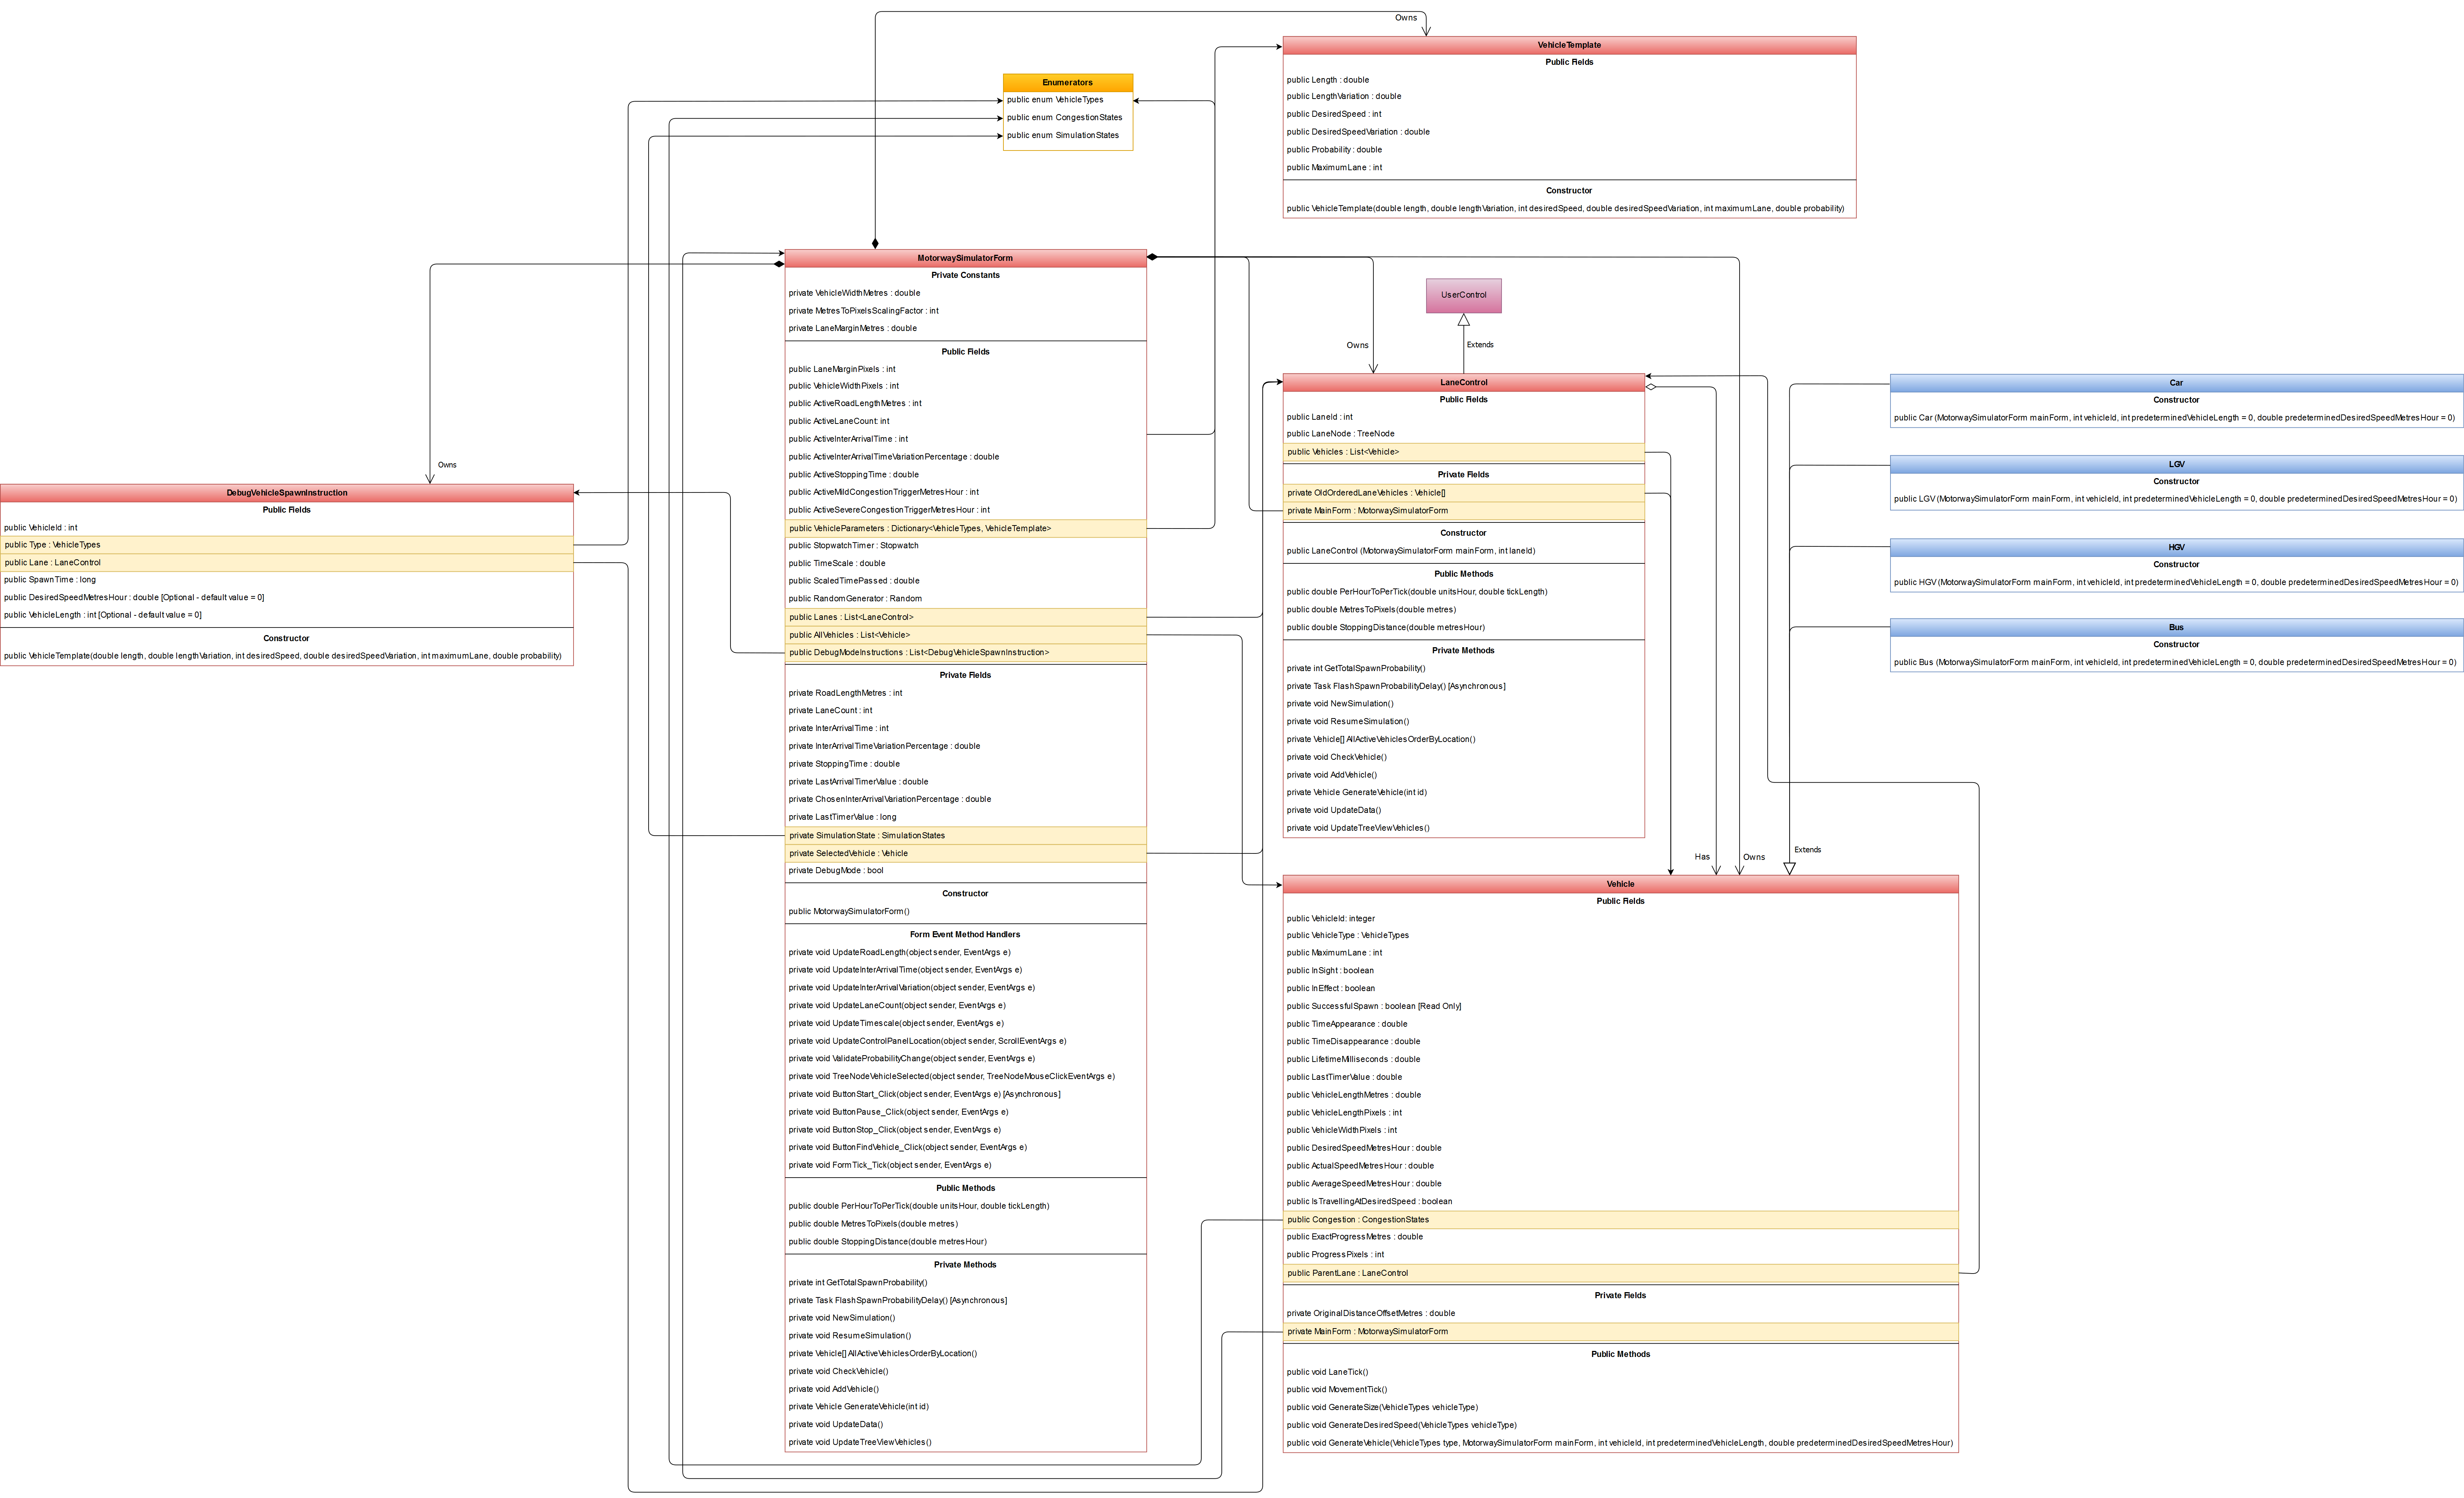 Owns
VehicleTemplate
Public Fields
public Length : double
public LengthVariation : double
public DesiredSpeed : int
public DesiredSpeedVariation : double
public Probability : double
public MaximumLane : int
Constructor
public VehicleTemplate(double length, double lengthVariation, int desiredSpeed, double desiredSpeedVariation, int maximumLane, double probability)
Enumerators
public enum VehicleTypes
public enum CongestionStates
public enum SimulationStates
MotorwaySimulatorForm
Private Constants
private VehicleWidthMetres : double
private MetresToPixelsScalingFactor : int
private LaneMarginMetres : double
Public Fields
public LaneMarginPixels : int
public VehicleWidthPixels : int
public ActiveRoadLengthMetres : int
public ActiveLaneCount: int
public ActiveInterArrivalTime : int
public ActiveInterArrivalTimeVariationPercentage : double
public ActiveStoppingTime : double
public ActiveMildCongestionTriggerMetresHour : int
public ActiveSevereCongestionTriggerMetresHour : int
public VehicleParameters : Dictionary<VehicleTypes, VehicleTemplate>
public StopwatchTimer : Stopwatch
public TimeScale : double
public ScaledTimePassed : double
public RandomGenerator : Random
public Lanes : List<LaneControl>
public AllVehicles : List<Vehicle>
public DebugModeInstructions : List<DebugVehicleSpawnInstruction>
Private Fields
private RoadLengthMetres : int
private LaneCount : int
private InterArrivalTime : int
private InterArrivalTimeVariationPercentage : double
private StoppingTime : double
private LastArrivalTimerValue : double
private ChosenInterArrivalVariationPercentage : double
private LastTimerValue : long
private SimulationState : SimulationStates
private SelectedVehicle : Vehicle
private DebugMode : bool
Constructor
public MotorwaySimulatorForm()
Form Event Method Handlers
private void UpdateRoadLength(object sender, EventArgs e)
private void UpdateInterArrivalTime(object sender, EventArgs e)
private void UpdateInterArrivalVariation(object sender, EventArgs e)
private void UpdateLaneCount(object sender, EventArgs e)
private void UpdateTimescale(object sender, EventArgs e)
private void UpdateControlPanelLocation(object sender, ScrollEventArgs e)
private void ValidateProbabilityChange(object sender, EventArgs e)
private void TreeNodeVehicleSelected(object sender, TreeNodeMouseClickEventArgs e)
private void ButtonStart_Click(object sender, EventArgs e) [Asynchronous]
private void ButtonPause_Click(object sender, EventArgs e)
private void ButtonStop_Click(object sender, EventArgs e)
private void ButtonFindVehicle_Click(object sender, EventArgs e)
private void FormTick_Tick(object sender, EventArgs e)
Public Methods
public double PerHourToPerTick(double unitsHour, double tickLength)
public double MetresToPixels(double metres)
public double StoppingDistance(double metresHour)
Private Methods
private int GetTotalSpawnProbability()
private Task FlashSpawnProbabilityDelay() [Asynchronous]
private void NewSimulation()
private void ResumeSimulation()
private Vehicle[] AllActiveVehiclesOrderByLocation()
private void CheckVehicle()
private void AddVehicle()
private Vehicle GenerateVehicle(int id)
private void UpdateData()
private void UpdateTreeViewVehicles()
Owns
DebugVehicleSpawnInstruction
Public Fields
public VehicleId : int
public Type : VehicleTypes
public Lane : LaneControl
public SpawnTime : long
public DesiredSpeedMetresHour : double [Optional - default value = 0]
public VehicleLength : int [Optional - default value = 0]
Constructor
public VehicleTemplate(double length, double lengthVariation, int desiredSpeed, double desiredSpeedVariation, int maximumLane, double probability)
UserControl
Extends
Owns
LaneControl
Public Fields
public LaneId : int
public LaneNode : TreeNode
public Vehicles : List<Vehicle>
Private Fields
private OldOrderedLaneVehicles : Vehicle[]
private MainForm : MotorwaySimulatorForm
Constructor
public LaneControl (MotorwaySimulatorForm mainForm, int laneId)
Public Methods
public double PerHourToPerTick(double unitsHour, double tickLength)
public double MetresToPixels(double metres)
public double StoppingDistance(double metresHour)
Private Methods
private int GetTotalSpawnProbability()
private Task FlashSpawnProbabilityDelay() [Asynchronous]
private void NewSimulation()
private void ResumeSimulation()
private Vehicle[] AllActiveVehiclesOrderByLocation()
private void CheckVehicle()
private void AddVehicle()
private Vehicle GenerateVehicle(int id)
private void UpdateData()
private void UpdateTreeViewVehicles()
Car
Constructor
public Car (MotorwaySimulatorForm mainForm, int vehicleId, int predeterminedVehicleLength = 0, double predeterminedDesiredSpeedMetresHour = 0)
LGV
Constructor
public LGV (MotorwaySimulatorForm mainForm, int vehicleId, int predeterminedVehicleLength = 0, double predeterminedDesiredSpeedMetresHour = 0)
HGV
Constructor
public HGV (MotorwaySimulatorForm mainForm, int vehicleId, int predeterminedVehicleLength = 0, double predeterminedDesiredSpeedMetresHour = 0)
Bus
Constructor
public Bus (MotorwaySimulatorForm mainForm, int vehicleId, int predeterminedVehicleLength = 0, double predeterminedDesiredSpeedMetresHour = 0)
Has
Owns
Extends
Vehicle
Public Fields
public VehicleId: integer
public VehicleType : VehicleTypes
public MaximumLane : int
public InSight : boolean
public InEffect : boolean
public SuccessfulSpawn : boolean [Read Only]
public TimeAppearance : double
public TimeDisappearance : double
public LifetimeMilliseconds : double
public LastTimerValue : double
public VehicleLengthMetres : double
public VehicleLengthPixels : int
public VehicleWidthPixels : int
public DesiredSpeedMetresHour : double
public ActualSpeedMetresHour : double
public AverageSpeedMetresHour : double
public IsTravellingAtDesiredSpeed : boolean
public Congestion : CongestionStates
public ExactProgressMetres : double
public ProgressPixels : int
public ParentLane : LaneControl
Private Fields
private OriginalDistanceOffsetMetres : double
private MainForm : MotorwaySimulatorForm
Public Methods
public void LaneTick()
public void MovementTick()
public void GenerateSize(VehicleTypes vehicleType)
public void GenerateDesiredSpeed(VehicleTypes vehicleType)
public void GenerateVehicle(VehicleTypes type, MotorwaySimulatorForm mainForm, int vehicleId, int predeterminedVehicleLength, double predeterminedDesiredSpeedMetresHour)